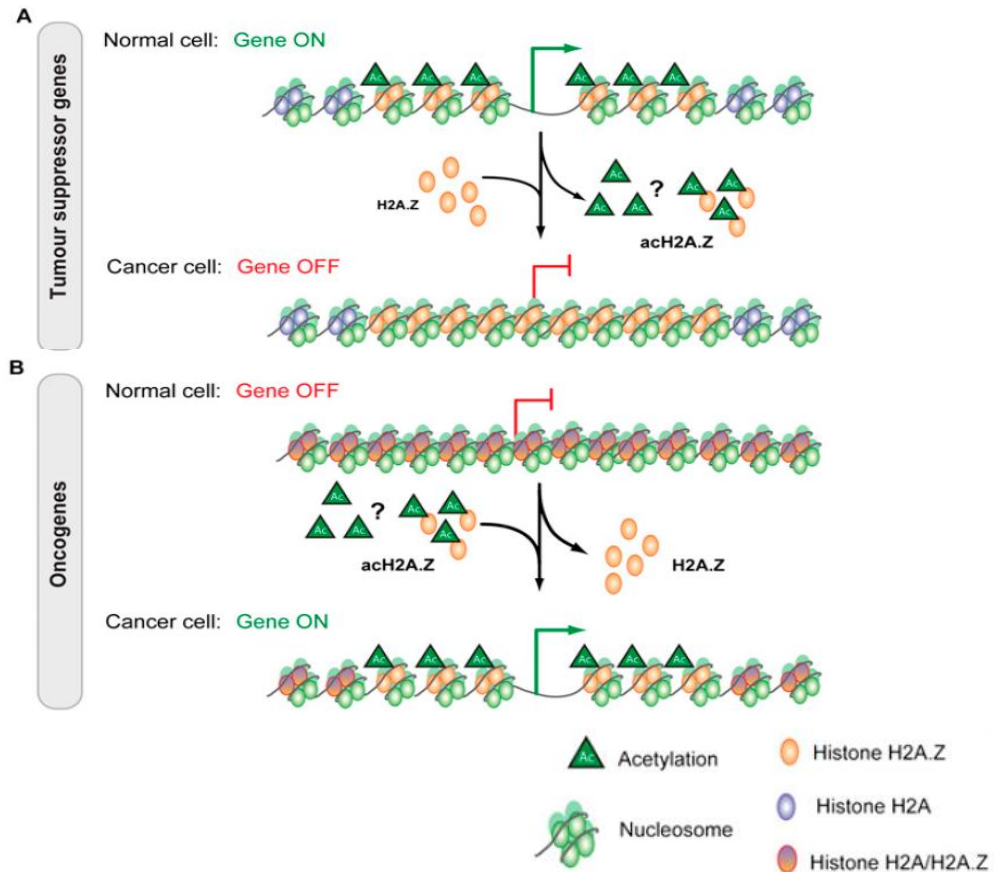 A
Tumour suppressor genes
Normal cell: Gene ON
Ac Ac Ac Ac Ac Ac
H2A.Z
Ac
Ac Ac
?
Ac Ac
Ac
acH2A.Z
Cancer cell: Gene OFF
B
Oncogenes
Normal cell: Gene OFF
Ac
Ac Ac
?
Ac Ac
Ac
acH2A.Z
H2A.Z
Cancer cell: Gene ON
Ac Ac Ac Ac Ac Ac
Ac Acetylation
Nucleosome
Histone H2A.Z
Histone H2A
Histone H2A/H2A.Z